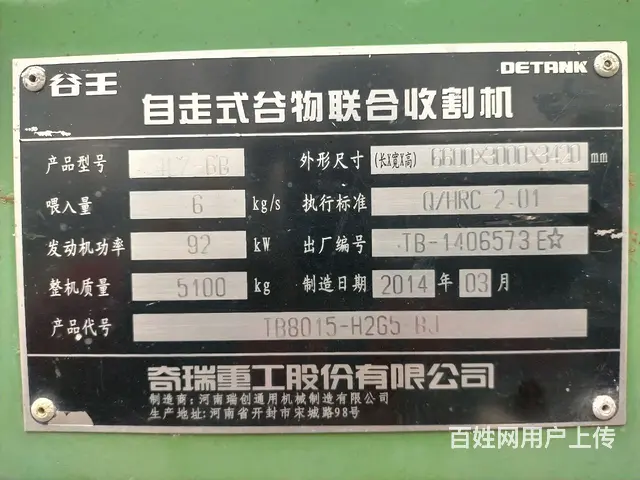 谷王 DETANK
自走式谷物联合收割机
产品型号 外形尺寸 (长X宽X高) 6600×3000×3420 mm
喂入量 6 kg/s 执行标准 Q/HRC 2.01
发动机功率 92 kW 出厂编号 TB-1406573E☆
整机质量 5100 kg 制造日期 2014 年 03 月
产品代号 TB8015-H2G5-BJ
奇瑞重工股份有限公司
制造商:河南瑞创通用机械制造有限公司
生产地址:河南省开封市宋城路98号
百姓网用户上传